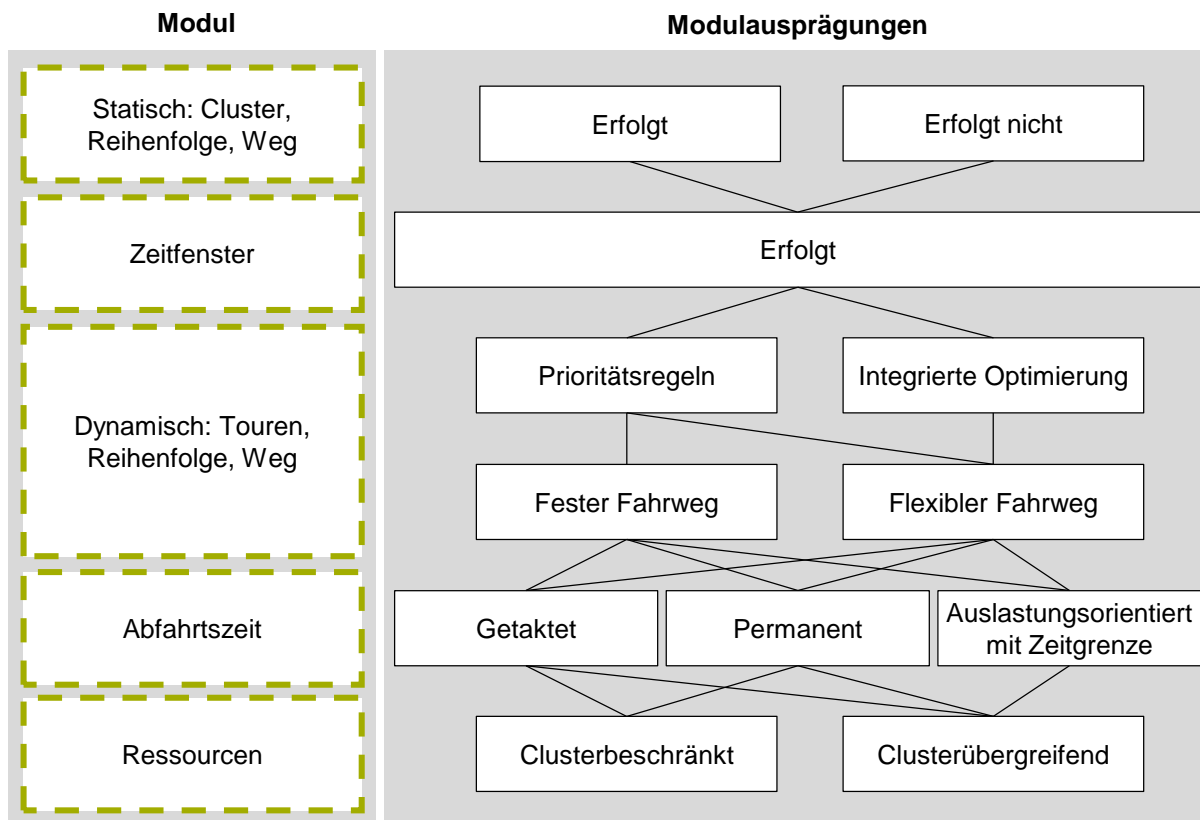 Modul
Modulausprägungen
Statisch: Cluster,
Reihenfolge, Weg
Erfolgt
Erfolgt nicht
Zeitfenster
Erfolgt
Dynamisch: Touren,
Reihenfolge, Weg
Prioritätsregeln
Integrierte Optimierung
Fester Fahrweg
Flexibler Fahrweg
Abfahrtszeit
Getaktet
Permanent
Auslastungsorientiert
mit Zeitgrenze
Ressourcen
Clusterbeschränkt
Clusterübergreifend